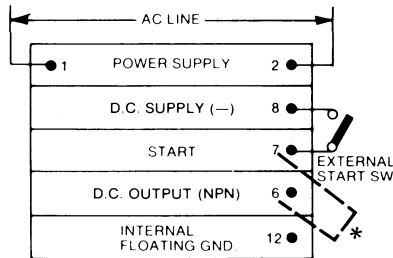 AC LINE
1 POWER SUPPLY 2
D.C. SUPPLY (—) 8
START 7
EXTERNAL
START SW
D.C. OUTPUT (NPN) 6
*
INTERNAL
FLOATING GND. 12